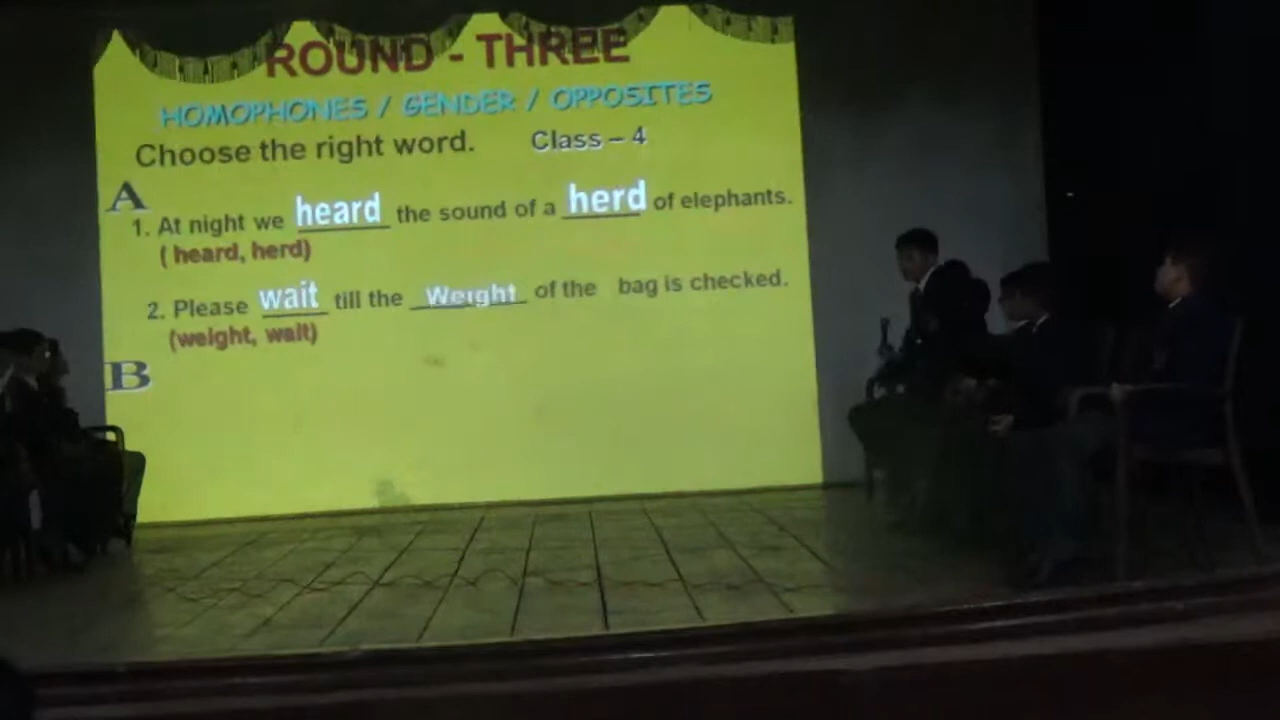 ROUND - THREE
HOMOPHONES / GENDER / OPPOSITES
Choose the right word. Class – 4
A
1. At night we heard the sound of a herd of elephants.
( heard, herd)
2. Please wait till the Weight of the bag is checked.
(weight, wait)
B